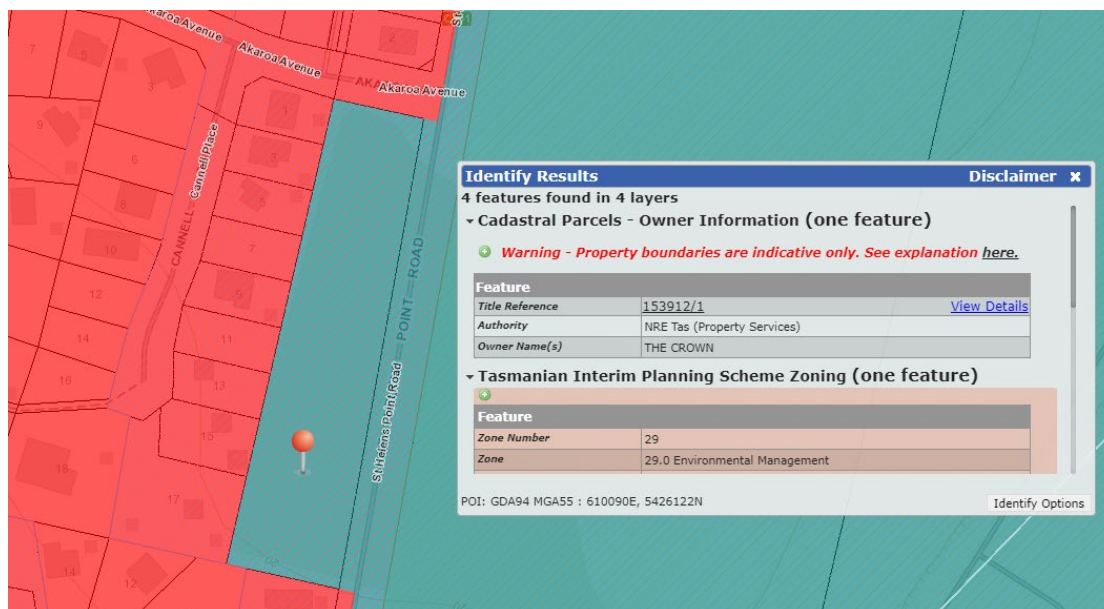 Akaroa Avenue
Akaroa Avenue
AKA
Akaroa Avenue
St
7
5
3
2
9
1
3
6
5
8
7
10
12
11
14
13
16
15
18
17
14
12
Cannell Place
CANNELL
POINT ROAD
St Helens Point Road
Identify Results Disclaimer x
4 features found in 4 layers
Cadastral Parcels - Owner Information (one feature)
Warning - Property boundaries are indicative only. See explanation here.
Feature
Title Reference 153912/1 View Details
Authority NRE Tas (Property Services)
Owner Name(s) THE CROWN
Tasmanian Interim Planning Scheme Zoning (one feature)
Feature
Zone Number 29
Zone 29.0 Environmental Management
POI: GDA94 MGA55 : 610090E, 5426122N
Identify Options